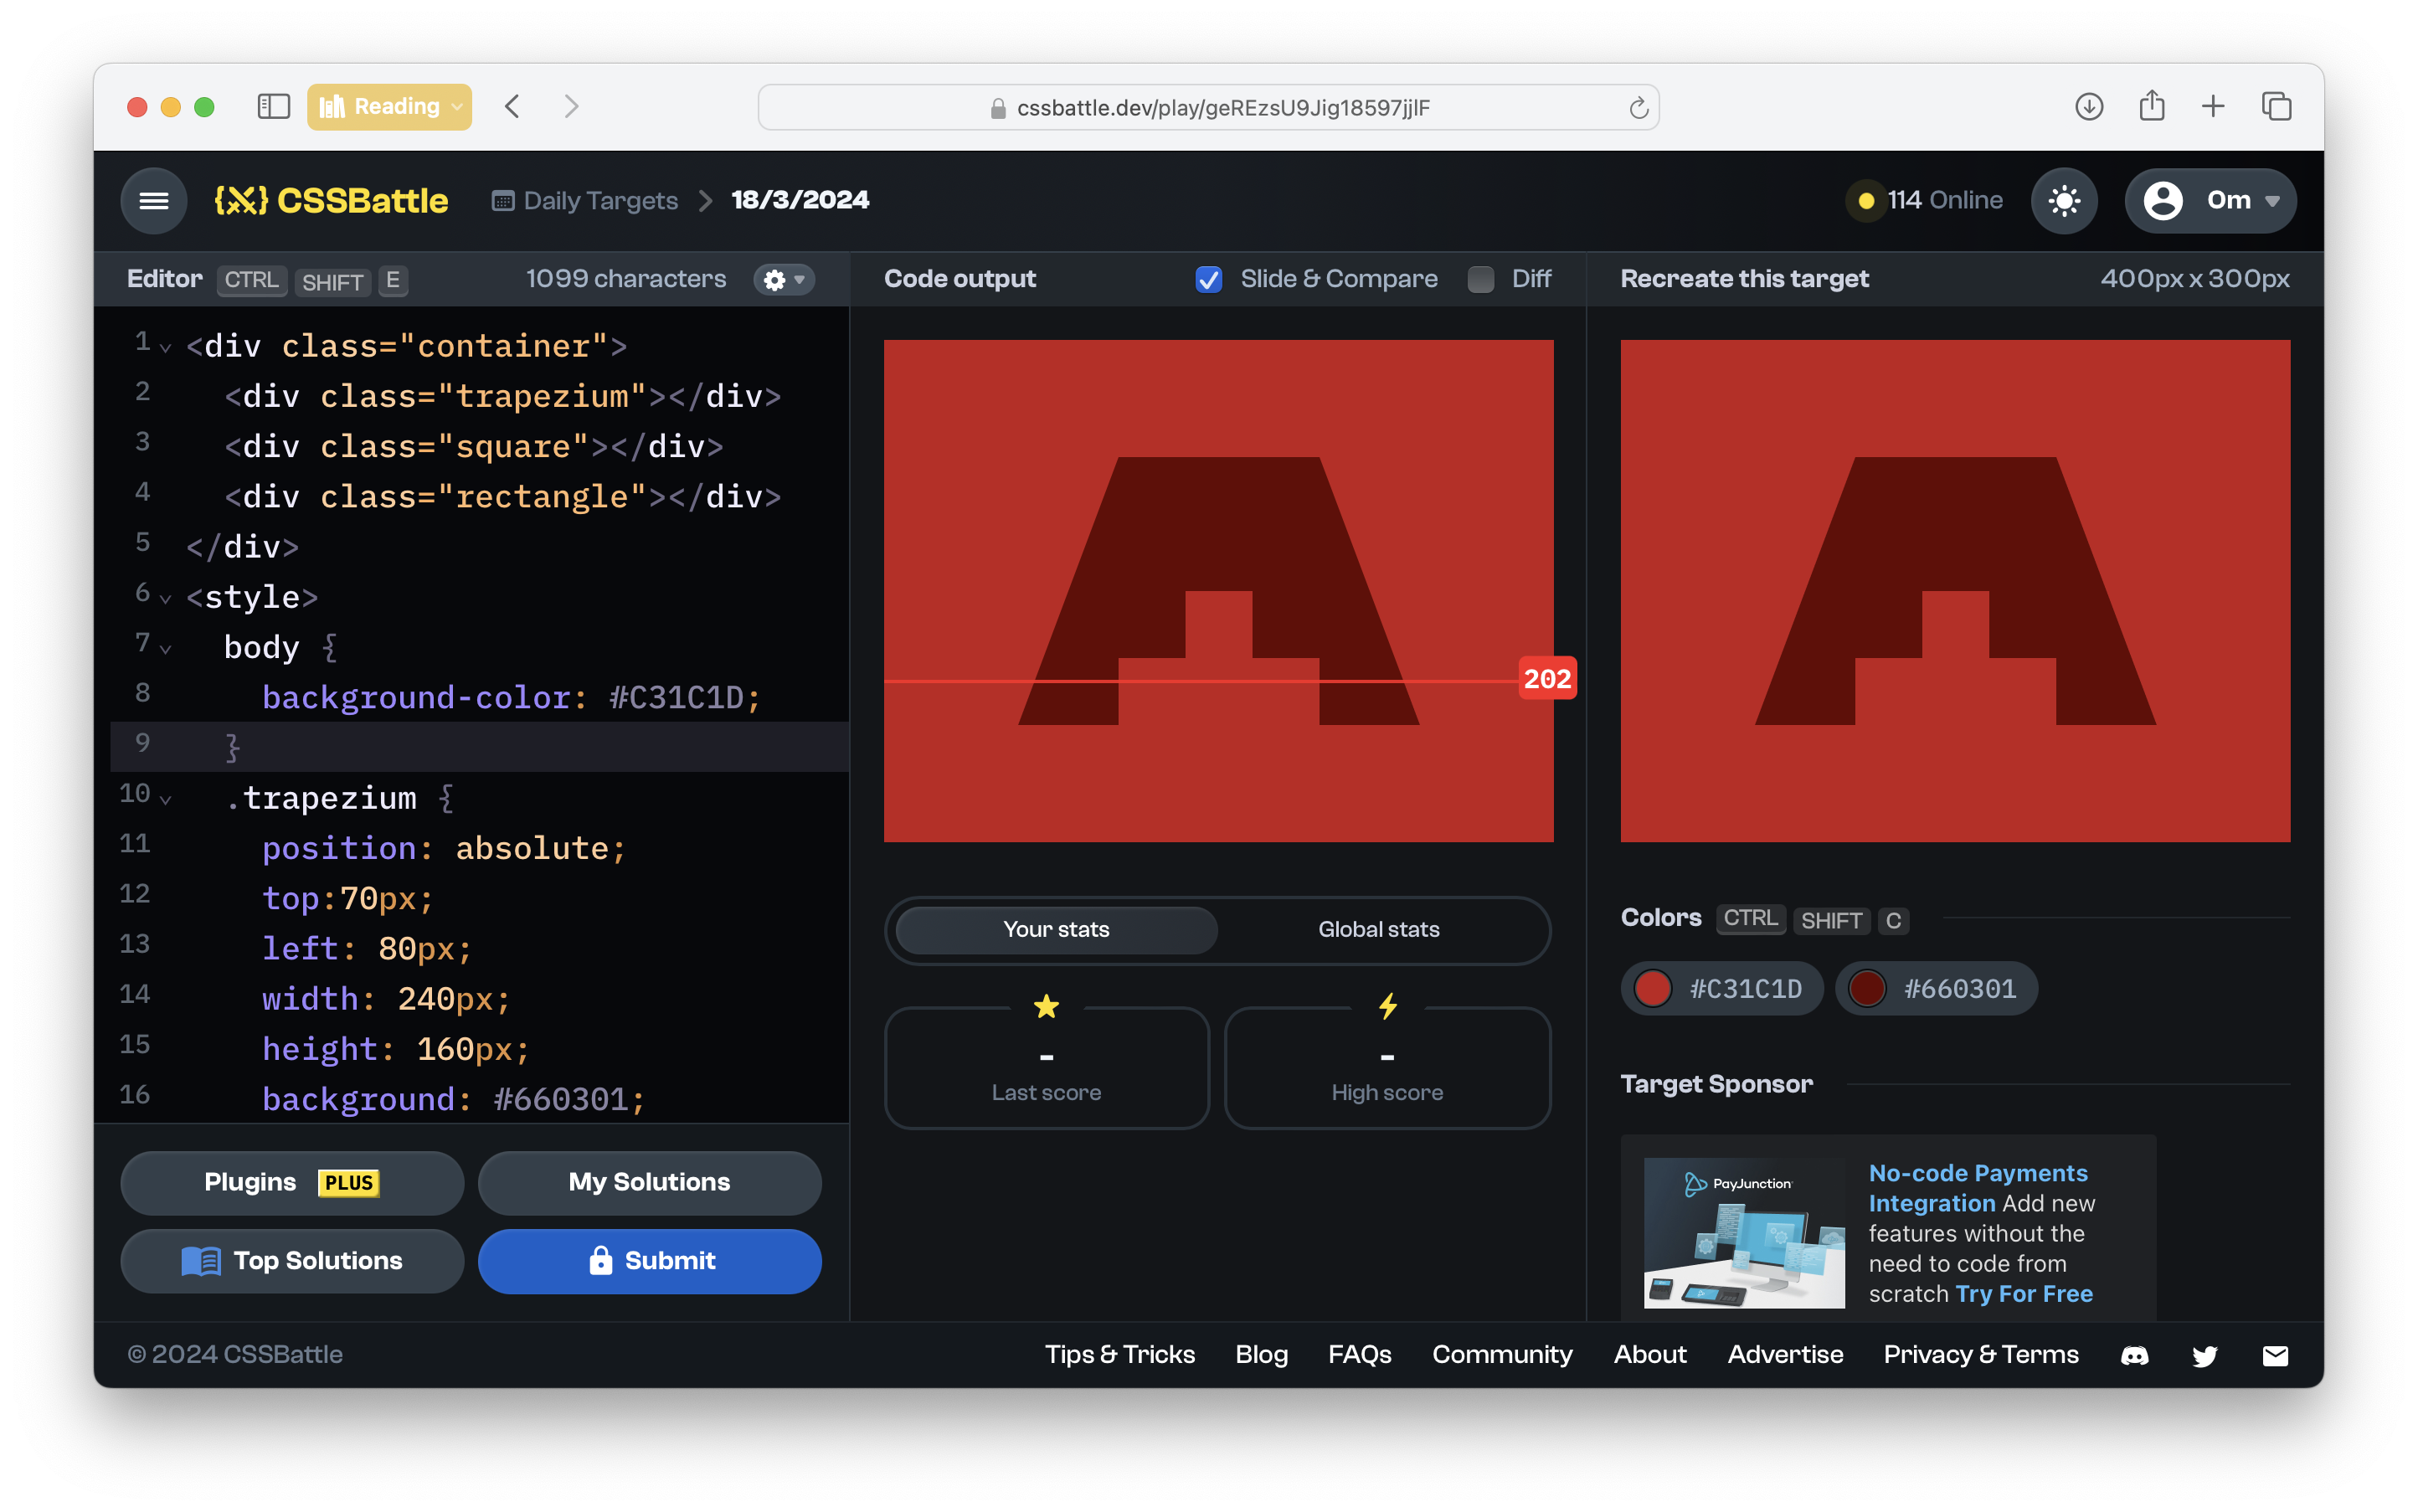 Reading
cssbattle.dev/play/geREzsU9Jig18597jjlF
CSSBattle
Daily Targets
18/3/2024
114 Online
0m
Editor CTRL SHIFT E
1099 characters
1 <div class="container">
2 <div class="trapezium"></div>
3 <div class="square"></div>
4 <div class="rectangle"></div>
5 </div>
6 <style>
7 body {
8 background-color: #C31C1D;
9 }
10 .trapezium {
11 position: absolute;
12 top:70px;
13 left: 80px;
14 width: 240px;
15 height: 160px;
16 background: #660301;
Plugins PLUS
My Solutions
Top Solutions
Submit
Code output
Slide & Compare
Diff
202
Your stats
Global stats
-
Last score
-
High score
Recreate this target
400px x 300px
Colors CTRL SHIFT C
#C31C1D
#660301
Target Sponsor
PayJunction
No-code Payments
Integration Add new
features without the
need to code from
scratch Try For Free
© 2024 CSSBattle
Tips & Tricks
Blog
FAQs
Community
About
Advertise
Privacy & Terms